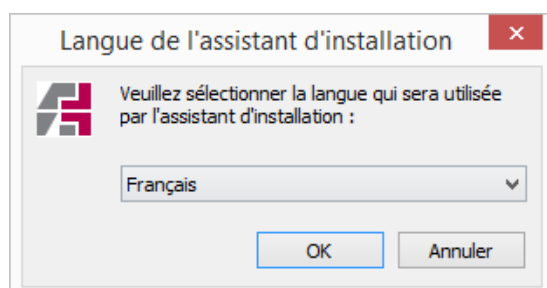 Langue de l'assistant d'installation
Veuillez sélectionner la langue qui sera utilisée
par l'assistant d'installation :
Français
OK
Annuler